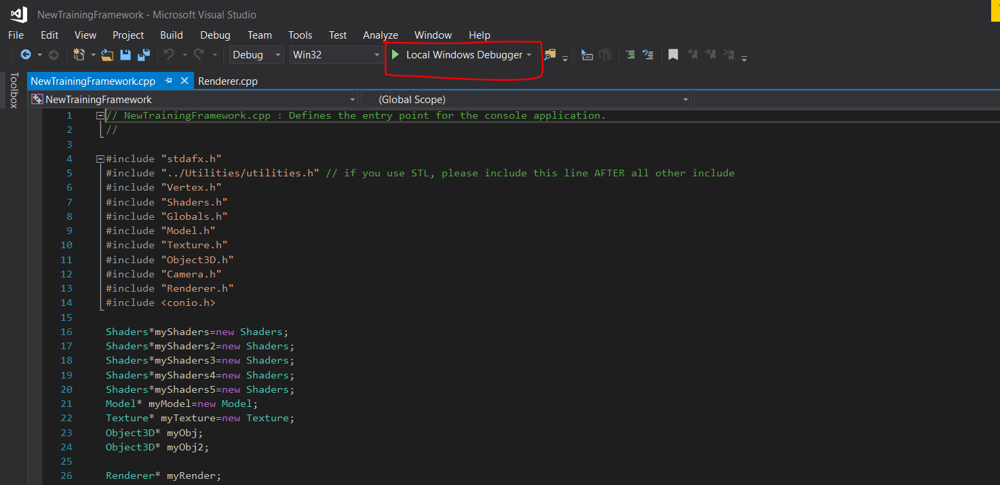 NewTrainingFramework - Microsoft Visual Studio
File Edit View Project Build Debug Team Tools Test Analyze Window Help
Debug Win32 Local Windows Debugger
Toolbox
NewTrainingFramework.cpp Renderer.cpp
NewTrainingFramework (Global Scope)
1 // NewTrainingFramework.cpp : Defines the entry point for the console application.
2 //
3
4 #include "stdafx.h"
5 #include "../Utilities/utilities.h" // if you use STL, please include this line AFTER all other include
6 #include "Vertex.h"
7 #include "Shaders.h"
8 #include "Globals.h"
9 #include "Model.h"
10 #include "Texture.h"
11 #include "Object3D.h"
12 #include "Camera.h"
13 #include "Renderer.h"
14 #include <conio.h>
15
16 Shaders*myShaders=new Shaders;
17 Shaders*myShaders2=new Shaders;
18 Shaders*myShaders3=new Shaders;
19 Shaders*myShaders4=new Shaders;
20 Shaders*myShaders5=new Shaders;
21 Model* myModel=new Model;
22 Texture* myTexture=new Texture;
23 Object3D* myObj;
24 Object3D* myObj2;
25
26 Renderer* myRender;